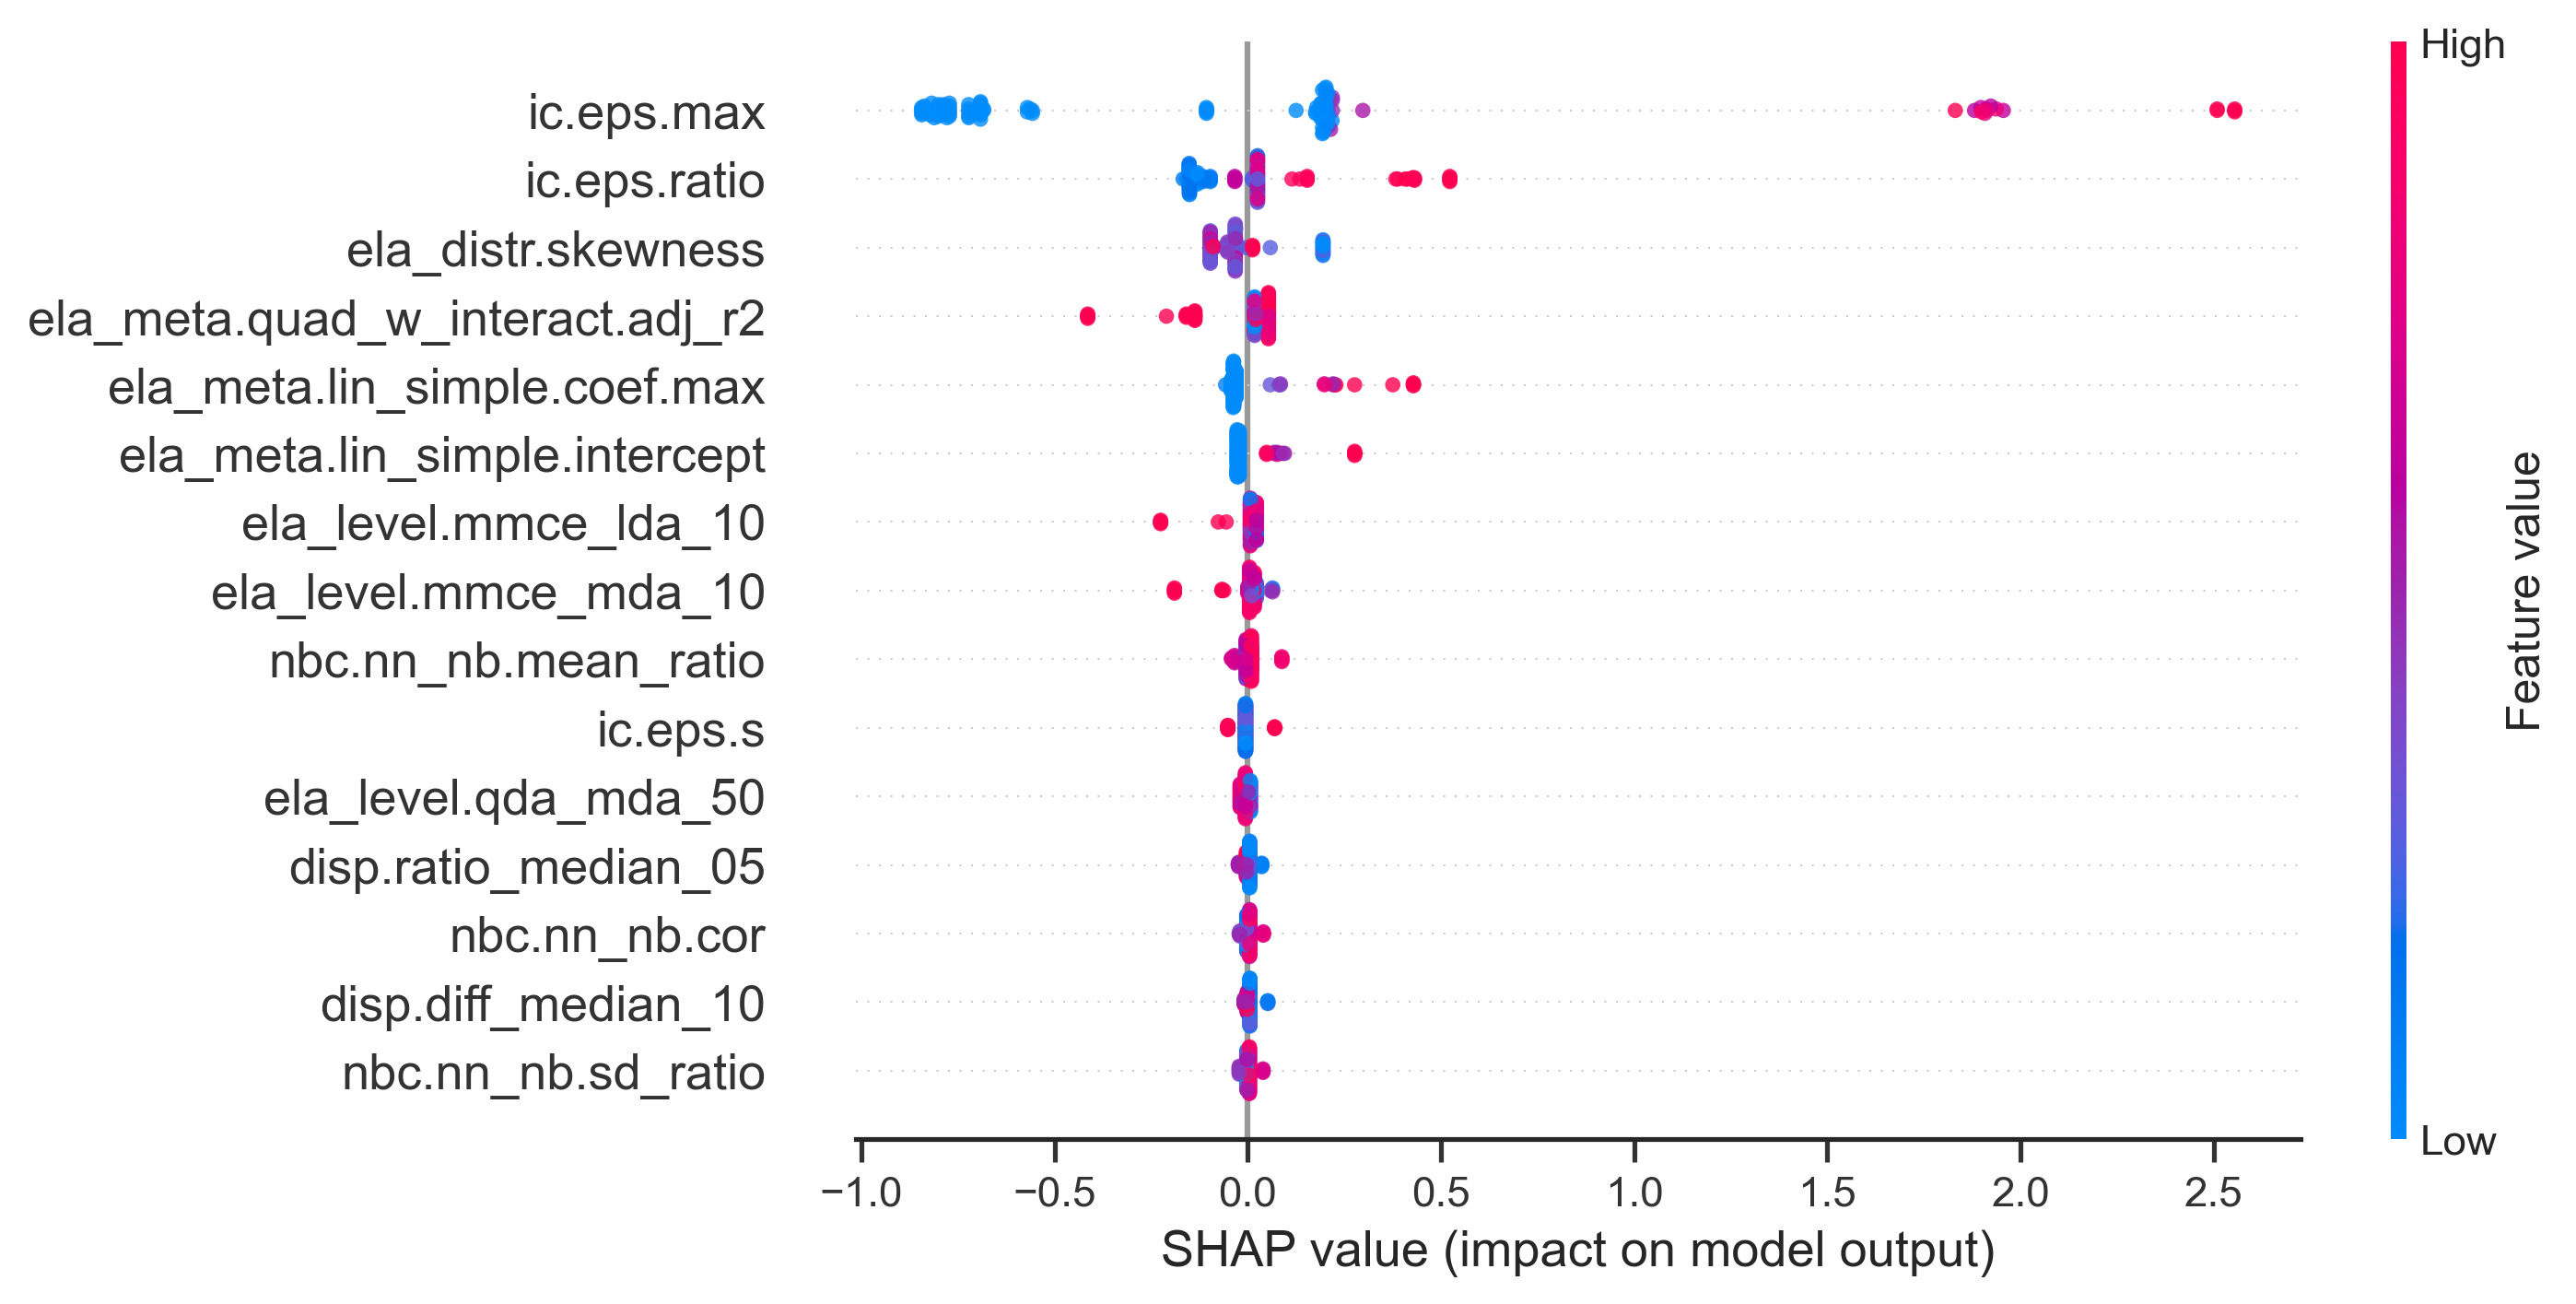 High
ic.eps.max
ic.eps.ratio
ela_distr.skewness
ela_meta.quad_w_interact.adj_r2
ela_meta.lin_simple.coef.max
ela_meta.lin_simple.intercept
ela_level.mmce_lda_10
ela_level.mmce_mda_10
nbc.nn_nb.mean_ratio
ic.eps.s
ela_level.qda_mda_50
disp.ratio_median_05
nbc.nn_nb.cor
disp.diff_median_10
nbc.nn_nb.sd_ratio
Feature value
Low
−1.0 −0.5 0.0 0.5 1.0 1.5 2.0 2.5
SHAP value (impact on model output)